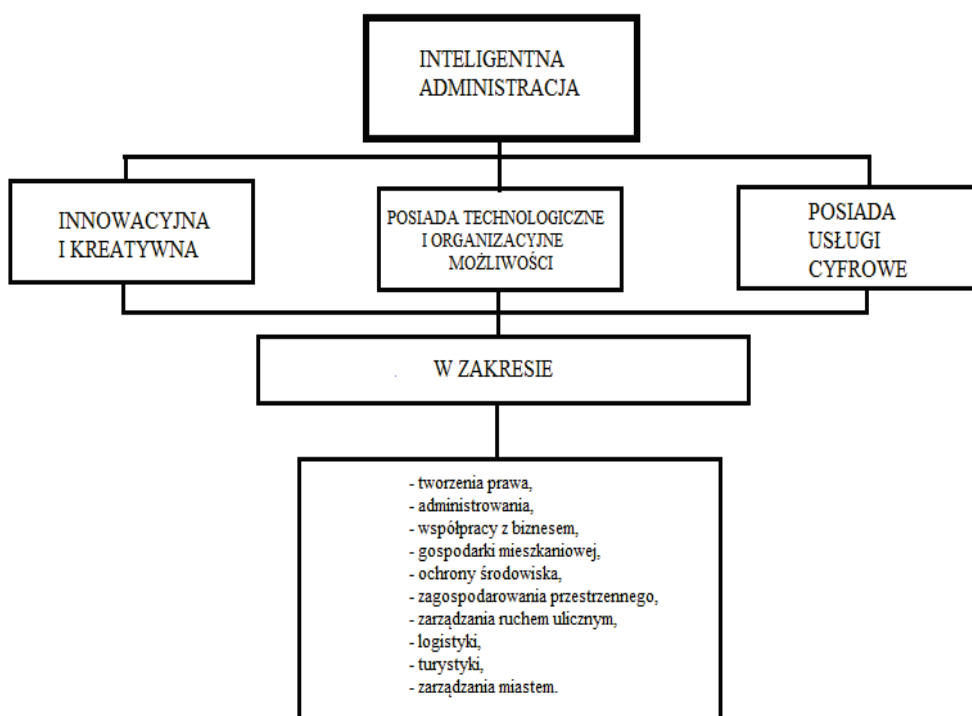 INTELIGENTNA
ADMINISTRACJA
INNOWACYJNA
I KREATYWNA
POSIADA TECHNOLOGICZNE
I ORGANIZACYJNE
MOŻLIWOŚCI
POSIADA
USŁUGI
CYFROWE
W ZAKRESIE
- tworzenia prawa,
- administrowania,
- współpracy z biznesem,
- gospodarki mieszkaniowej,
- ochrony środowiska,
- zagospodarowania przestrzennego,
- zarządzania ruchem ulicznym,
- logistyki,
- turystyki,
- zarządzania miastem.